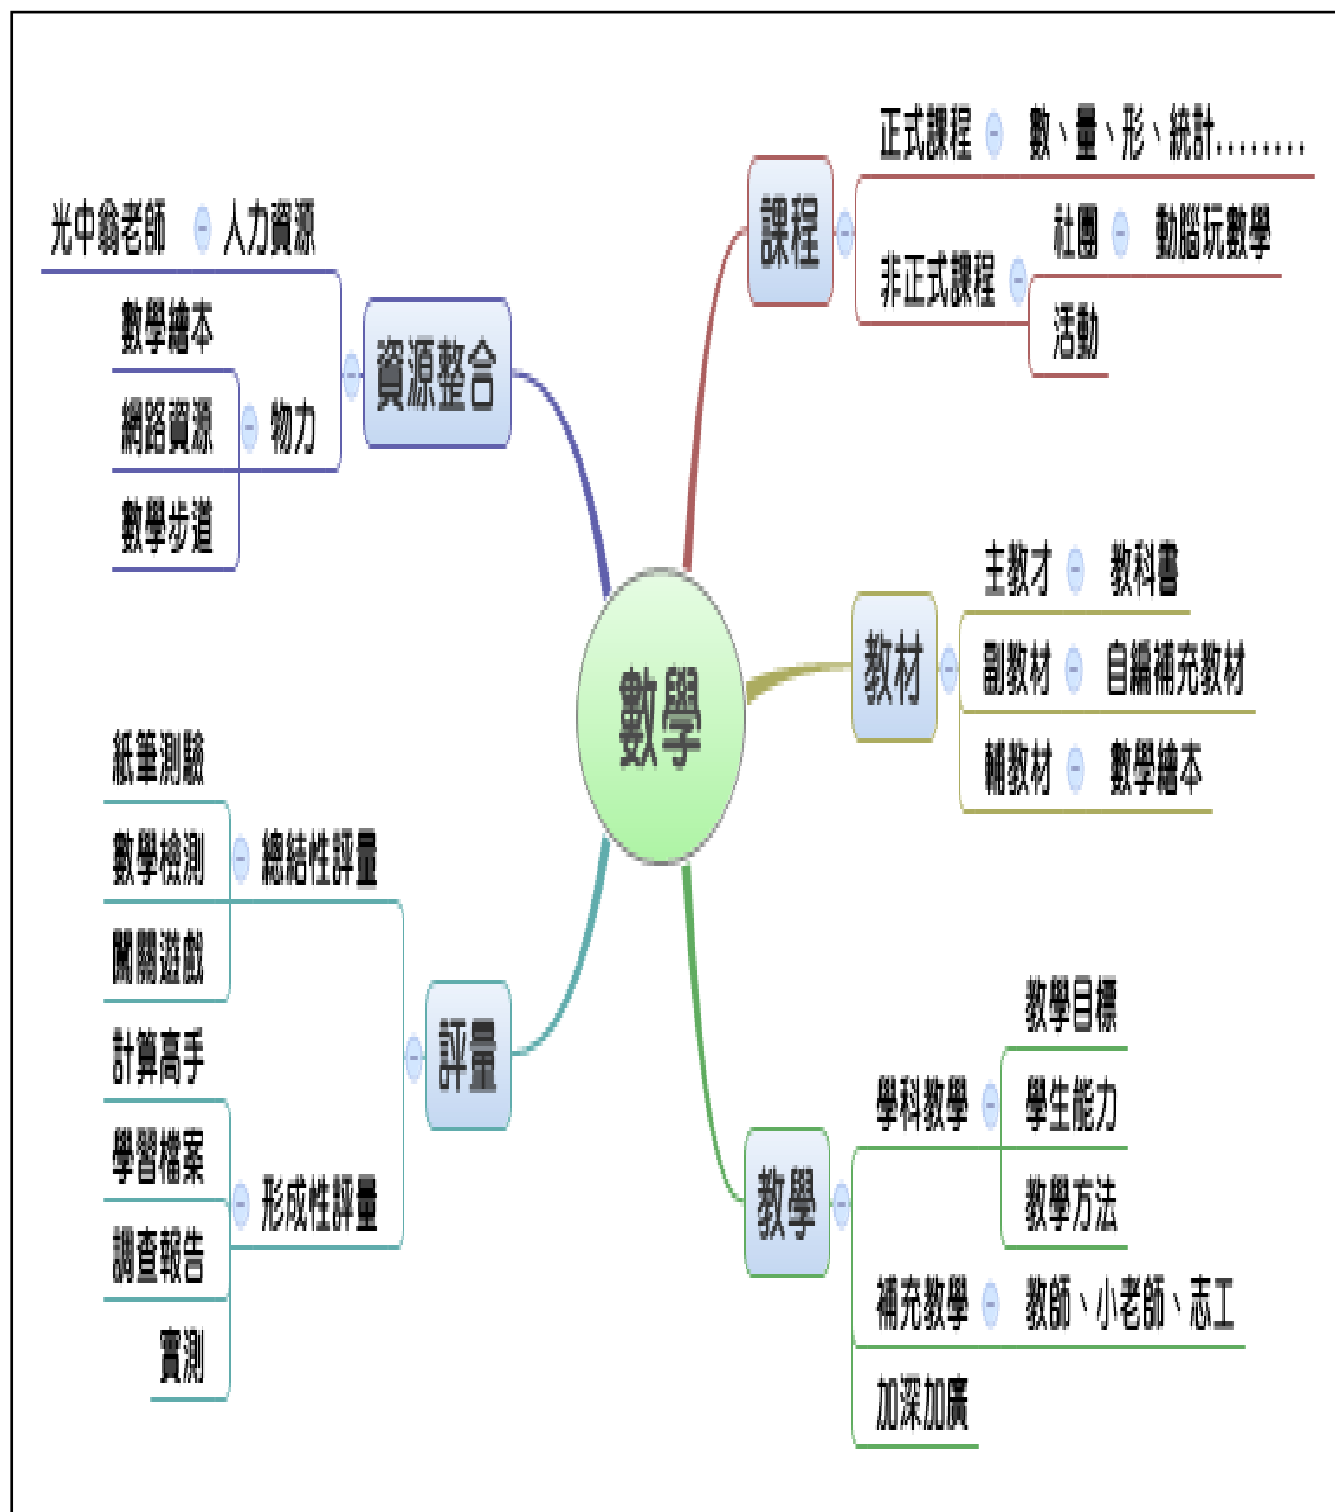 數學
課程
正式課程
數、量、形、統計........
非正式課程
社團
動腦玩數學
活動
教材
主教才
教科書
副教材
自編補充教材
輔教材
數學繪本
教學
學科教學
教學目標
學生能力
教學方法
補充教學
教師、小老師、志工
加深加廣
資源整合
人力資源
光中翁老師
物力
數學繪本
網路資源
數學步道
評量
總結性評量
紙筆測驗
數學檢測
闖關遊戲
形成性評量
計算高手
學習檔案
調查報告
實測